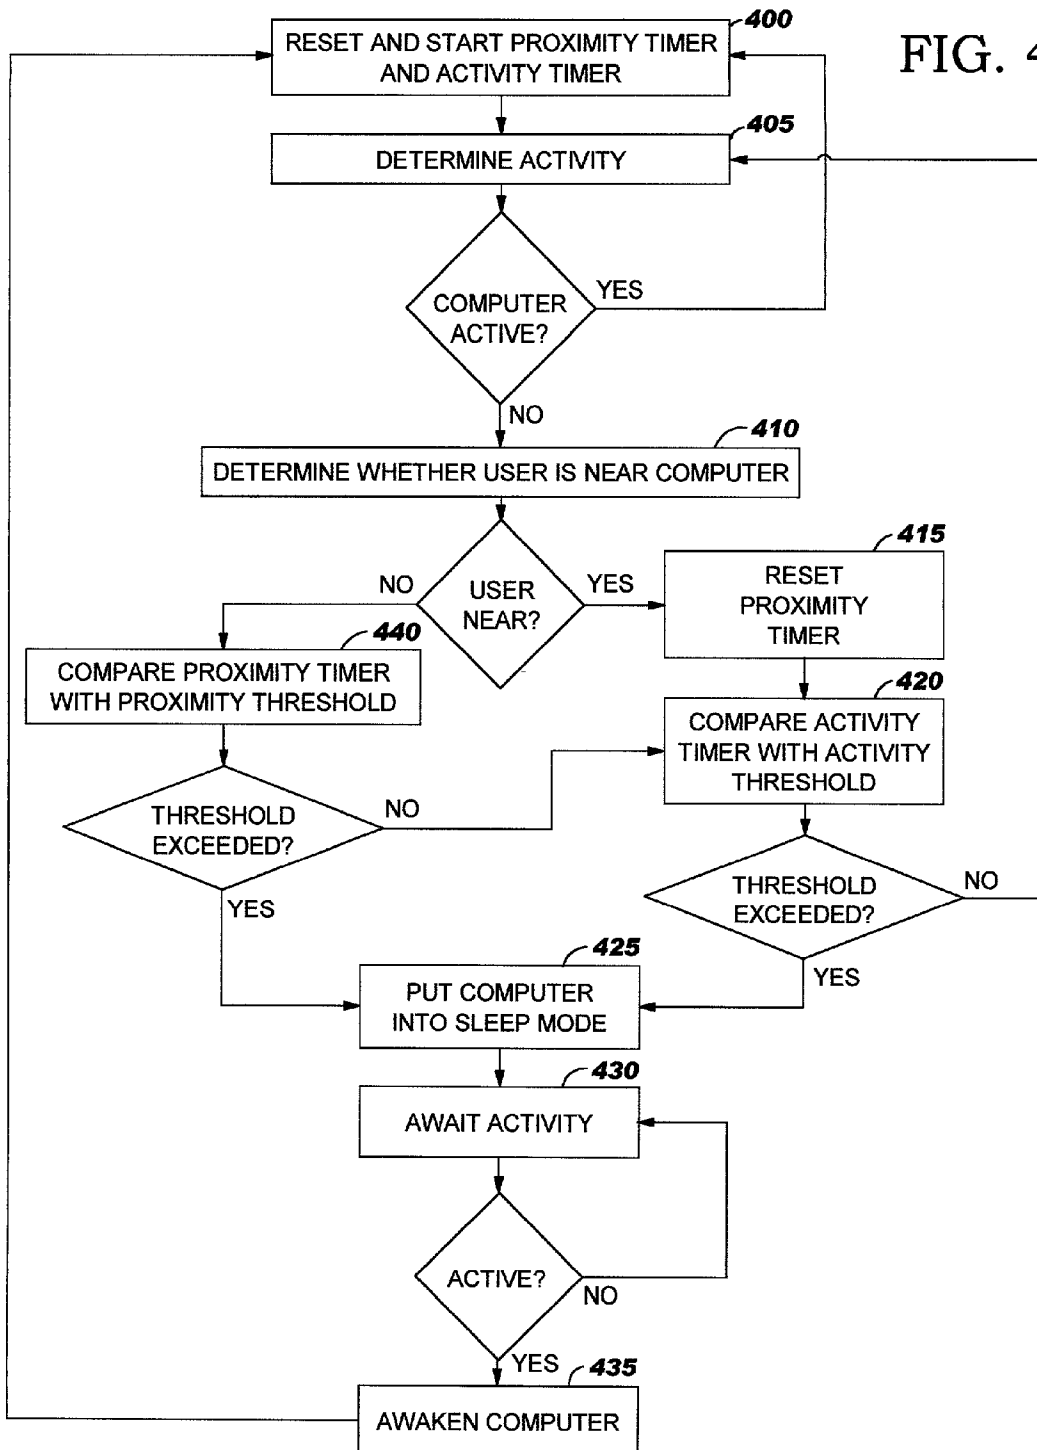 400
RESET AND START PROXIMITY TIMER
AND ACTIVITY TIMER
FIG. 4
405
DETERMINE ACTIVITY
COMPUTER
ACTIVE?
YES
NO
410
DETERMINE WHETHER USER IS NEAR COMPUTER
USER
NEAR?
NO
YES
415
RESET
PROXIMITY
TIMER
440
COMPARE PROXIMITY TIMER
WITH PROXIMITY THRESHOLD
420
COMPARE ACTIVITY
TIMER WITH ACTIVITY
THRESHOLD
THRESHOLD
EXCEEDED?
NO
YES
THRESHOLD
EXCEEDED?
NO
YES
425
PUT COMPUTER
INTO SLEEP MODE
430
AWAIT ACTIVITY
ACTIVE?
NO
YES
435
AWAKEN COMPUTER